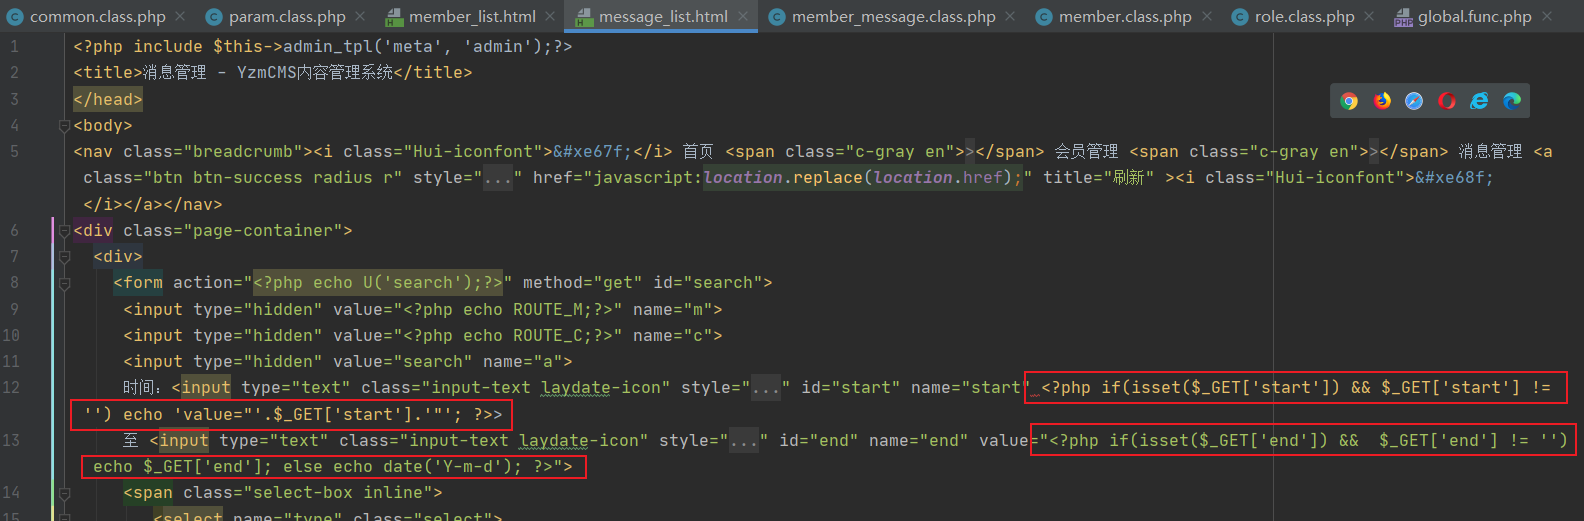 common.class.php × param.class.php × member_list.html × message_list.html × member_message.class.php × member.class.php × role.class.php × global.func.php ×
1 <?php include $this->admin_tpl('meta', 'admin');?>
2 <title>消息管理 - YzmCMS内容管理系统</title>
3 </head>
4 <body>
5 <nav class="breadcrumb"><i class="Hui-iconfont">&#xe67f;</i> 首页 <span class="c-gray en">></span> 会员管理 <span class="c-gray en">></span> 消息管理 <a
class="btn btn-success radius r" style="..." href="javascript:location.replace(location.href);" title="刷新" ><i class="Hui-iconfont">&#xe68f;
</i></a></nav>
6 <div class="page-container">
7 <div>
8 <form action="<?php echo U('search');?>" method="get" id="search">
9 <input type="hidden" value="<?php echo ROUTE_M;?>" name="m">
10 <input type="hidden" value="<?php echo ROUTE_C;?>" name="c">
11 <input type="hidden" value="search" name="a">
12 时间：<input type="text" class="input-text laydate-icon" style="..." id="start" name="start" <?php if(isset($_GET['start']) && $_GET['start'] !=
'') echo 'value="'.$_GET['start'].'"'; ?>>
13 至 <input type="text" class="input-text laydate-icon" style="..." id="end" name="end" value="<?php if(isset($_GET['end']) &&  $_GET['end'] != '')
echo $_GET['end']; else echo date('Y-m-d'); ?>">
14 <span class="select-box inline">
15 <select name="type" class="select">